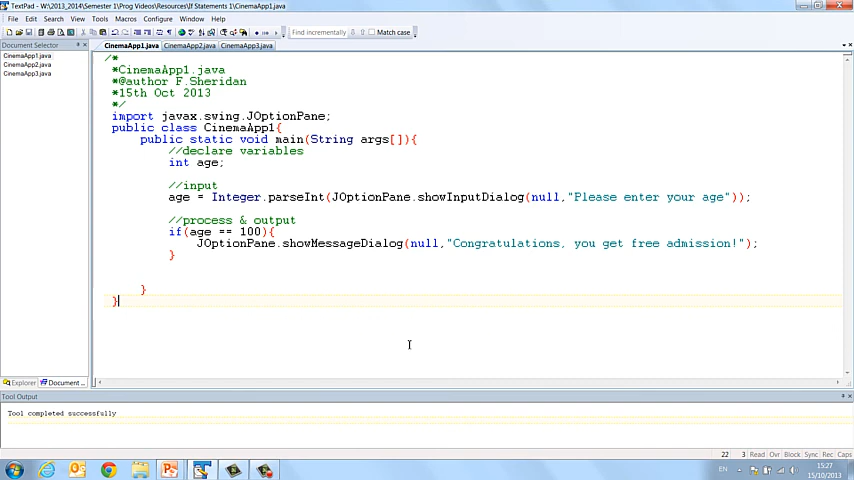 TextPad - W:\2013_2014\Semester 1\Prog Videos\Resources\If Statements 1\CinemaApp1.java
File Edit Search View Tools Macros Configure Window Help
Find incrementally Match case
Document Selector
CinemaApp1.java CinemaApp2.java CinemaApp3.java
CinemaApp1.java
CinemaApp2.java
CinemaApp3.java
/*
*CinemaApp1.java
*@author F.Sheridan
*15th Oct 2013
*/
import javax.swing.JOptionPane;
public class CinemaApp1{
public static void main(String args[]){
//declare variables
int age;
//input
age = Integer.parseInt(JOptionPane.showInputDialog(null,"Please enter your age"));
//process & output
if(age == 100){
JOptionPane.showMessageDialog(null,"Congratulations, you get free admission!");
}
}
}
Explorer Document ...
Tool Output
Tool completed successfully
22 3 Read Ovr Block Sync Rec Caps
EN
15:27
15/10/2013